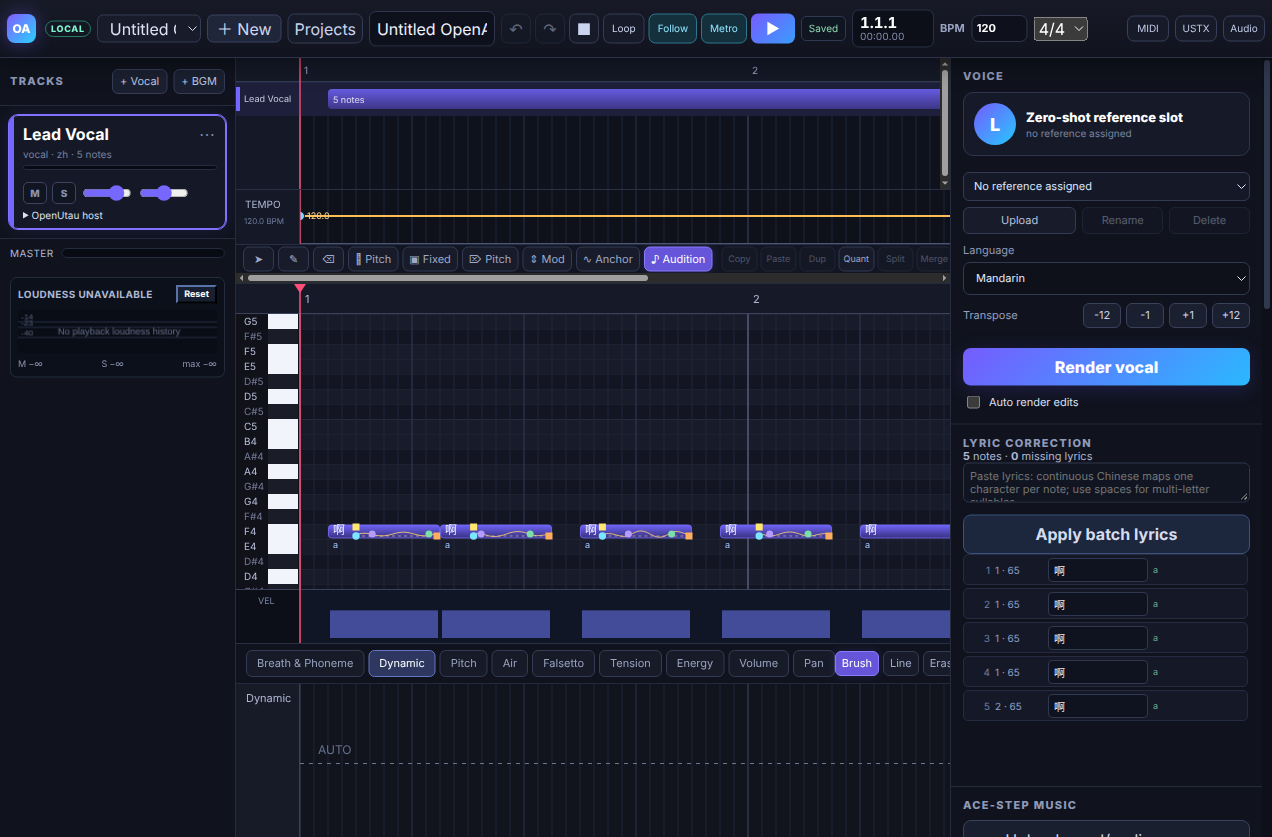 OA LOCAL Untitled ( + New Projects Untitled OpenA Loop Follow Metro Saved 1.1.1 00:00.00 BPM 120 4/4 MIDI USTX Audio
TRACKS + Vocal + BGM
Lead Vocal ...
vocal · zh · 5 notes
M S
OpenUtau host
MASTER
LOUDNESS UNAVAILABLE Reset
-14
-23
-40 No playback loudness history
M −∞ S −∞ max −∞
1 2
Lead Vocal 5 notes
TEMPO
120.0 BPM 120.0
Pitch Fixed Pitch Mod Anchor Audition Copy Paste Dup Quant Split Merge
1 2
G5
F#5
F5
E5
D#5
D5
C#5
C5
B4
A#4
A4
G#4
G4
F#4
F4 啊 啊 啊 啊 啊
E4 a a a a a
D#4
D4
VEL
Breath & Phoneme Dynamic Pitch Air Falsetto Tension Energy Volume Pan Brush Line Eras
Dynamic
AUTO
VOICE
L Zero-shot reference slot
no reference assigned
No reference assigned
Upload Rename Delete
Language
Mandarin
Transpose -12 -1 +1 +12
Render vocal
Auto render edits
LYRIC CORRECTION
5 notes · 0 missing lyrics
Paste lyrics: continuous Chinese maps one
character per note; use spaces for multi-letter
Apply batch lyrics
1 1 · 65 啊 a
2 1 · 65 啊 a
3 1 · 65 啊 a
4 1 · 65 啊 a
5 2 · 65 啊 a
ACE-STEP MUSIC